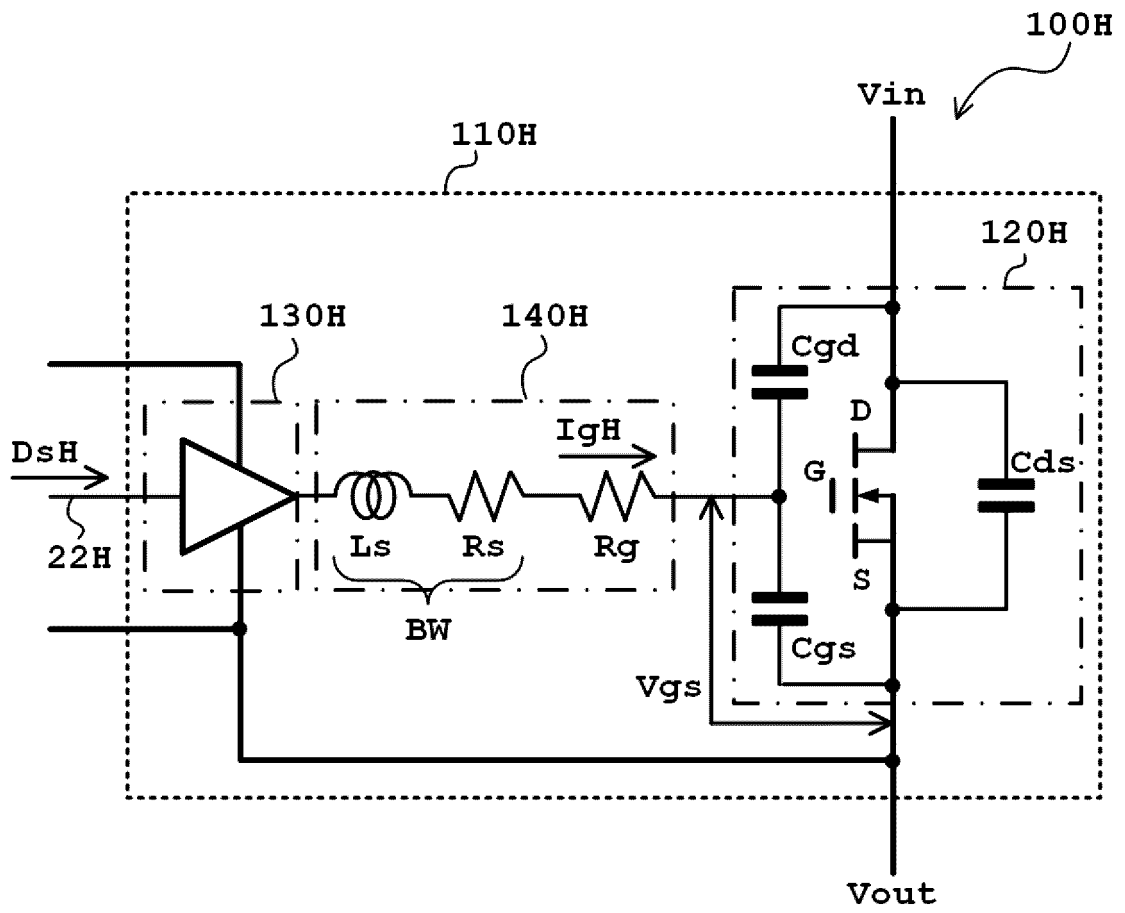 100H
Vin
110H
120H
130H
140H
Cgd
IgH
D
DsH
G
Cds
22H
Ls
Rs
Rg
S
BW
Cgs
Vgs
Vout